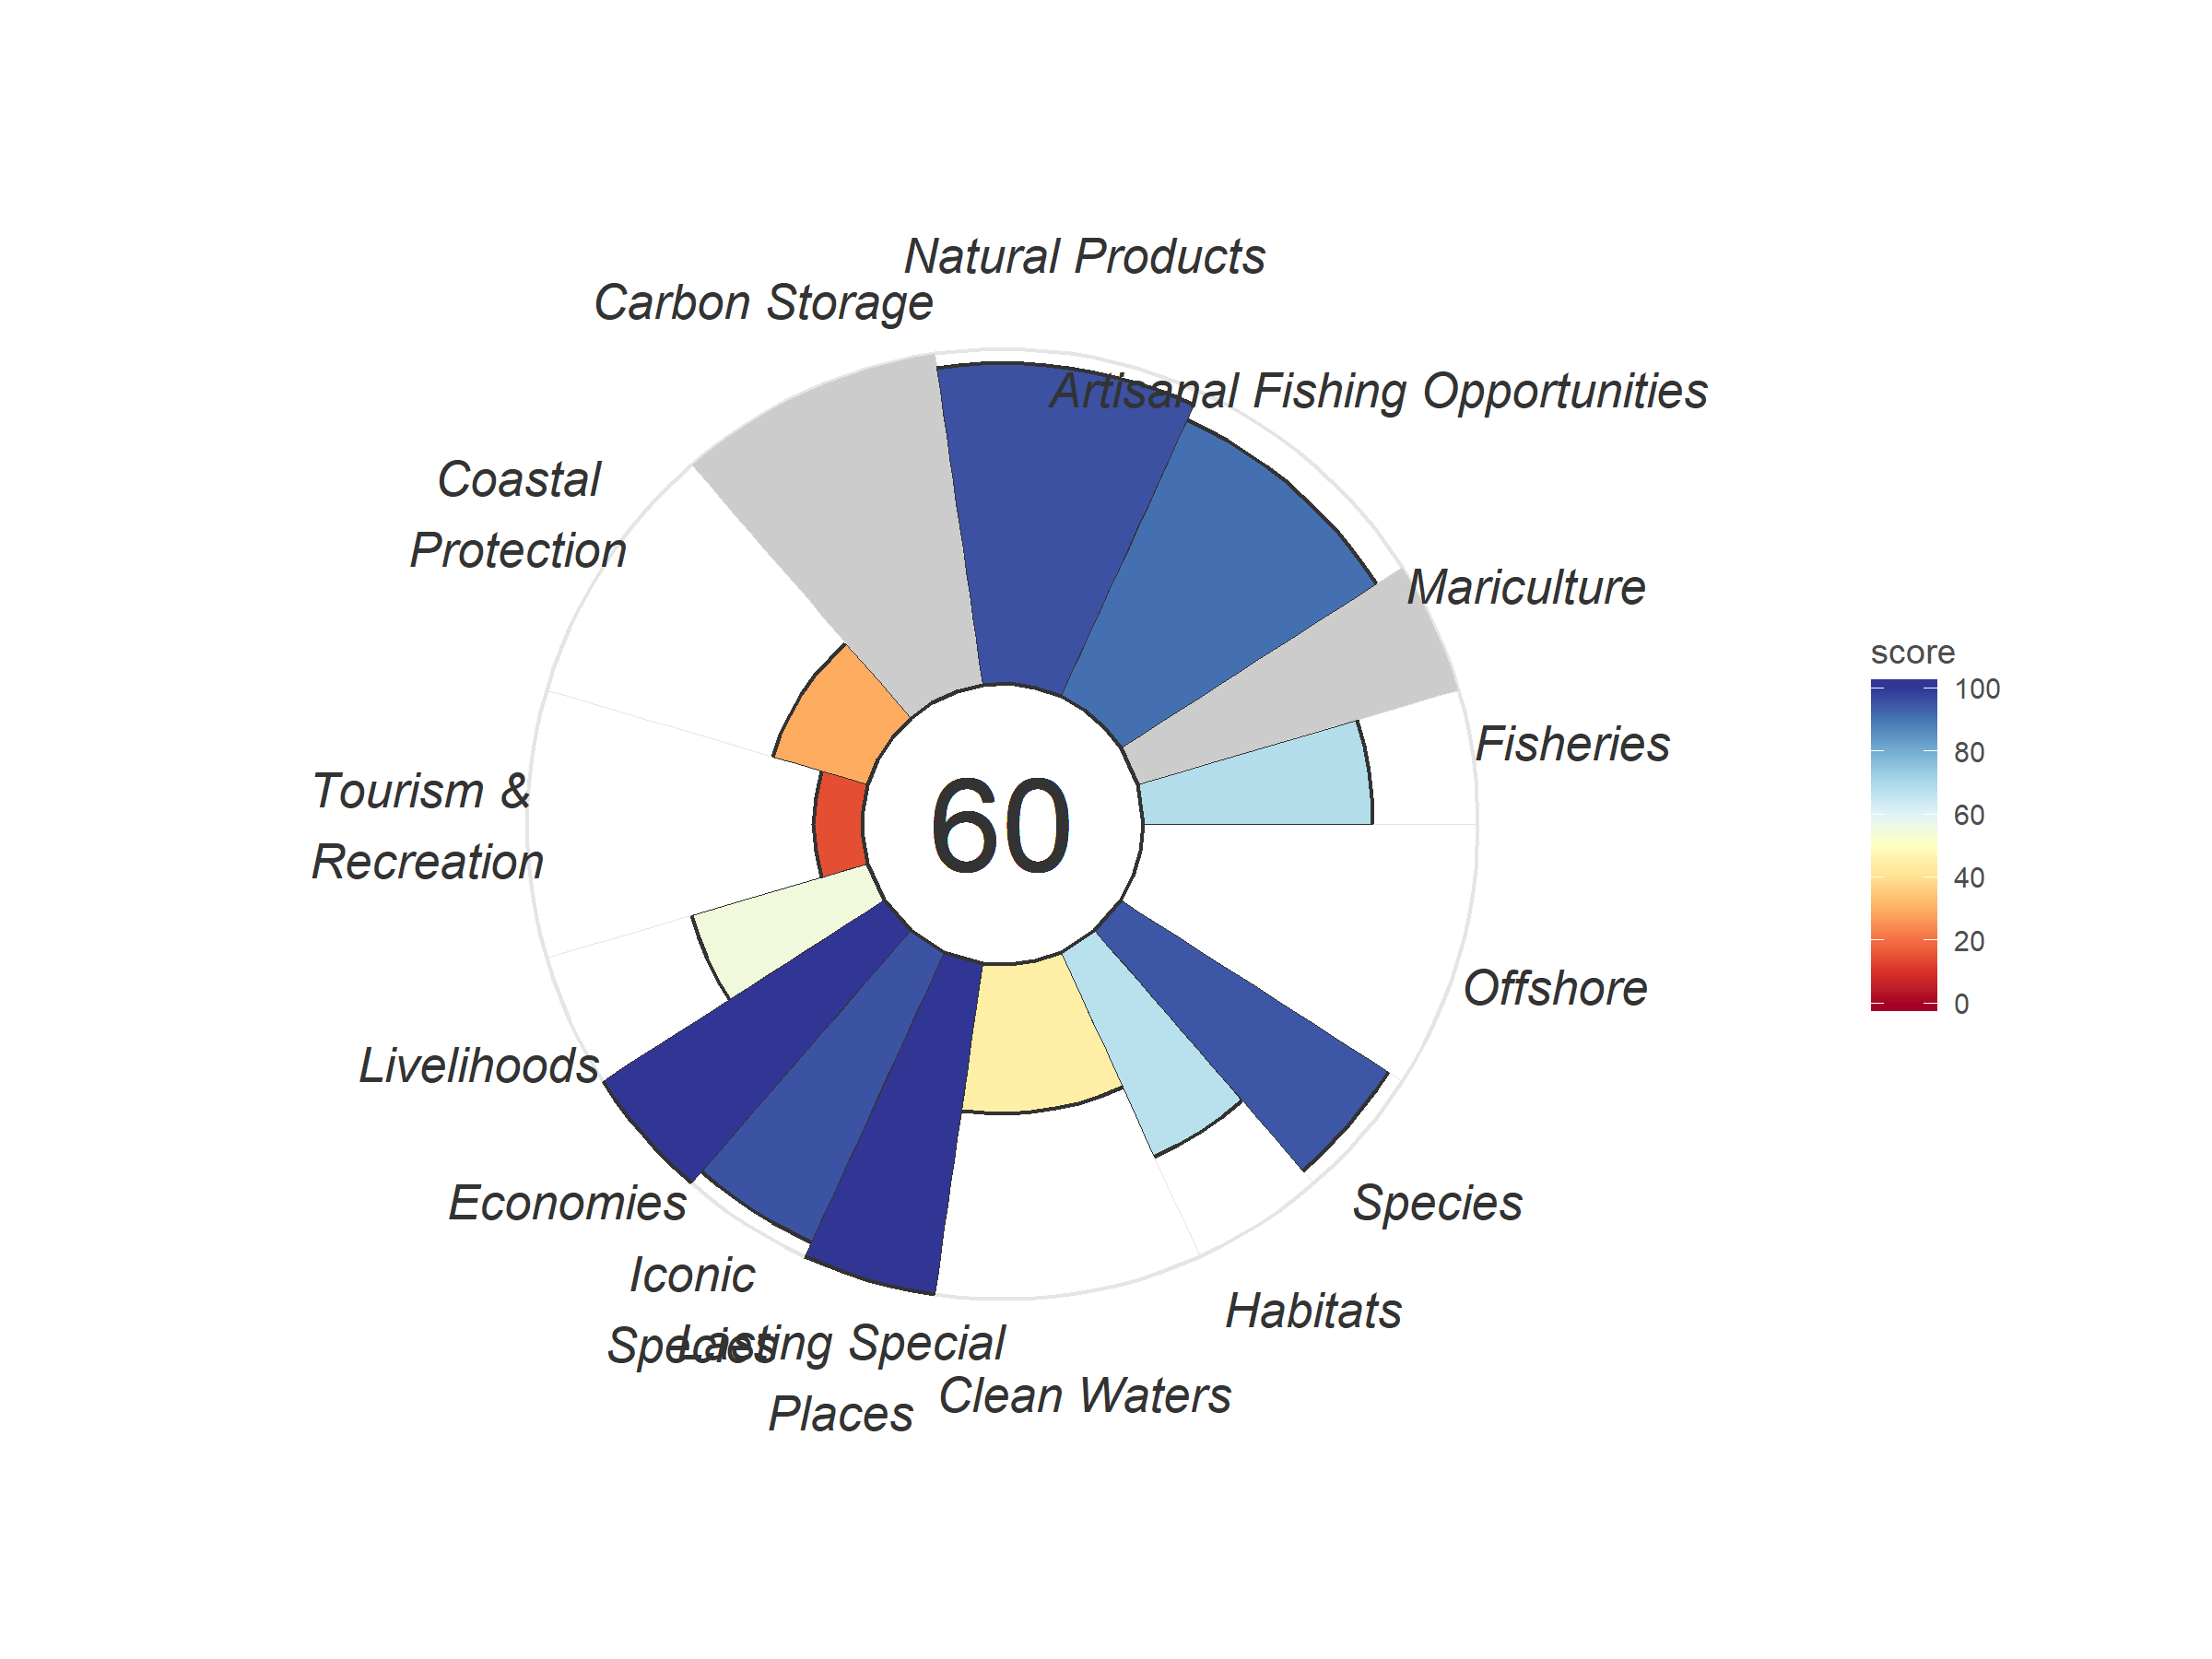 Natural Products
Carbon Storage
Artisanal Fishing Opportunities
Coastal
Protection
Mariculture
Fisheries
Tourism &
Recreation
60
Offshore
Livelihoods
Economies
Species
Iconic
Species
Habitats
Lasting Special
Places
Clean Waters
score
100
80
60
40
20
0